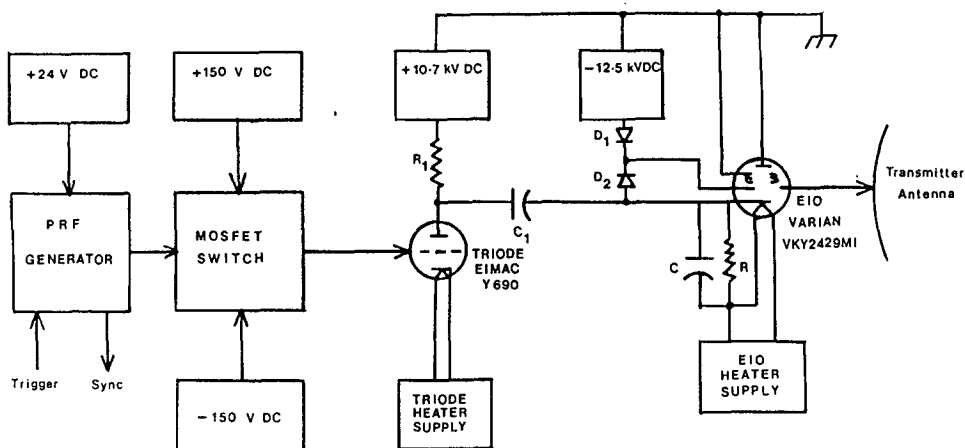 +24 V DC
+150 V DC
+10·7 kV DC
−12·5 kVDC
D1
R1
D2
PRF
GENERATOR
MOSFET
SWITCH
C1
TRIODE
EIMAC
Y690
EIO
VARIAN
VKY2429MI
Transmitter
Antenna
C
R
Trigger
Sync
−150 V DC
TRIODE
HEATER
SUPPLY
EIO
HEATER
SUPPLY